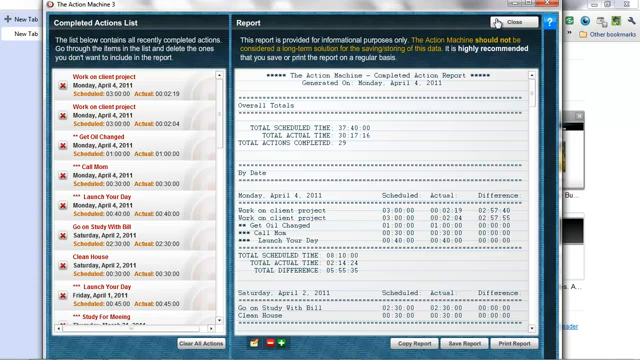 The Action Machine 3
New Tab
New Tab
Other bookmarks
Completed Actions List
The list below contains all recently completed actions.
Go through the items in the list and delete the ones
you don't want to include in the report.
Work on client project
Monday, April 4, 2011
Scheduled: 03:00:00 Actual: 00:02:19
Work on client project
Monday, April 4, 2011
Scheduled: 03:00:00 Actual: 00:02:04
** Get Oil Changed
Monday, April 4, 2011
Scheduled: 01:00:00 Actual: 01:00:00
*** Call Mom
Monday, April 4, 2011
Scheduled: 00:30:00 Actual: 00:30:00
*** Launch Your Day
Monday, April 4, 2011
Scheduled: 00:40:00 Actual: 00:40:00
Go on Study With Bill
Saturday, April 2, 2011
Scheduled: 02:30:00 Actual: 02:30:00
Clean House
Saturday, April 2, 2011
Scheduled: 00:30:00 Actual: 00:30:00
*** Launch Your Day
Friday, April 1, 2011
Scheduled: 00:45:00 Actual: 00:45:00
*** Study For Meeing
Thursday, March 31, 2011
Clear All Actions
Report
Close
?
This report is provided for informational purposes only. The Action Machine should not be
considered a long-term solution for the saving/storing of this data. It is highly recommended
that you save or print the report on a regular basis.
***** The Action Machine - Completed Action Report *****
Generated On: Monday, April 4, 2011
Overall Totals
TOTAL SCHEDULED TIME: 37:40:00
TOTAL ACTUAL TIME: 30:17:16
TOTAL ACTIONS COMPLETED: 29
By Date
Monday, April 4, 2011 Scheduled: Actual: Difference:
Work on client project 03:00:00 00:02:19 02:57:40
Work on client project 03:00:00 00:02:04 02:57:55
** Get Oil Changed 01:00:00 01:00:00 00:00:00
*** Call Mom 00:30:00 00:30:00 00:00:00
*** Launch Your Day 00:40:00 00:40:00 00:00:00
TOTAL SCHEDULED TIME: 08:10:00
TOTAL ACTUAL TIME: 02:14:24
TOTAL DIFFERENCE: 05:55:35
Saturday, April 2, 2011 Scheduled: Actual: Difference:
Go on Study With Bill 02:30:00 02:30:00 00:00:00
Clean House 00:30:00 00:30:00 00:00:00
Copy Report
Save Report
Print Report